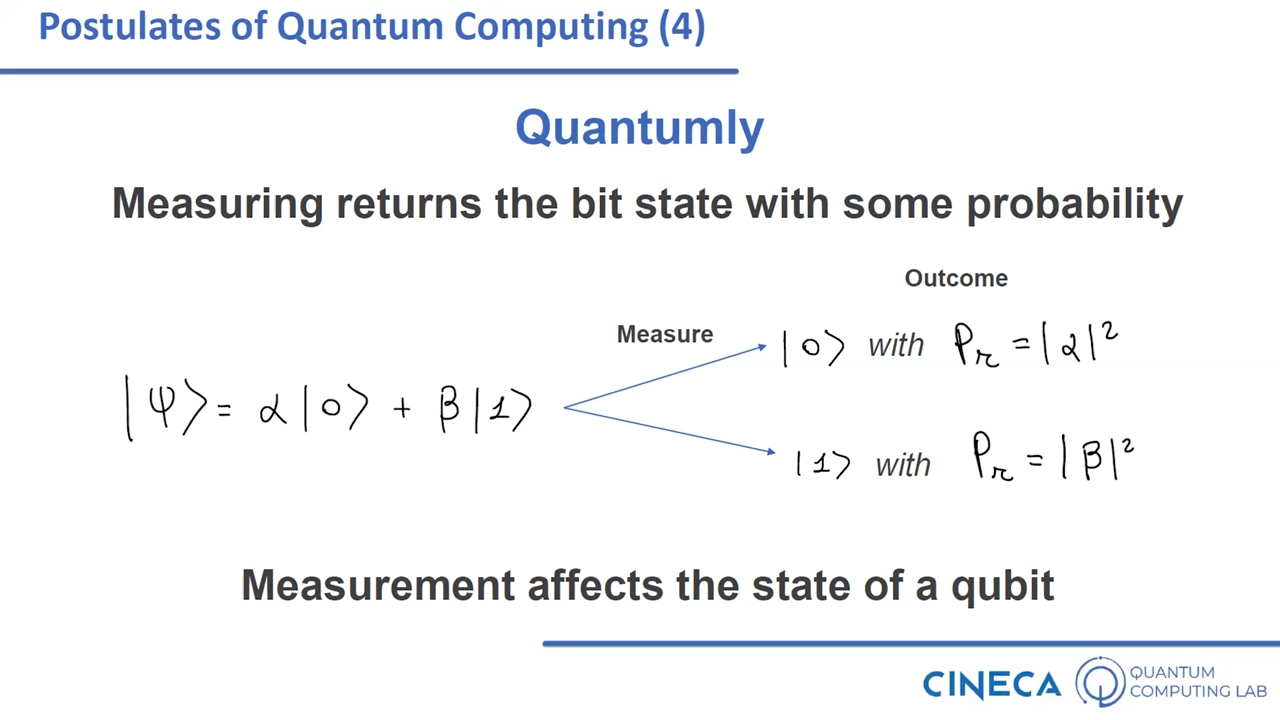 Postulates of Quantum Computing (4)
Quantumly
Measuring returns the bit state with some probability
Outcome
Measure
|0⟩ with Pr = |α|²
|Ψ⟩ = α|0⟩ + β|1⟩
|1⟩ with Pr = |β|²
Measurement affects the state of a qubit
CINECA
QUANTUM
COMPUTING LAB